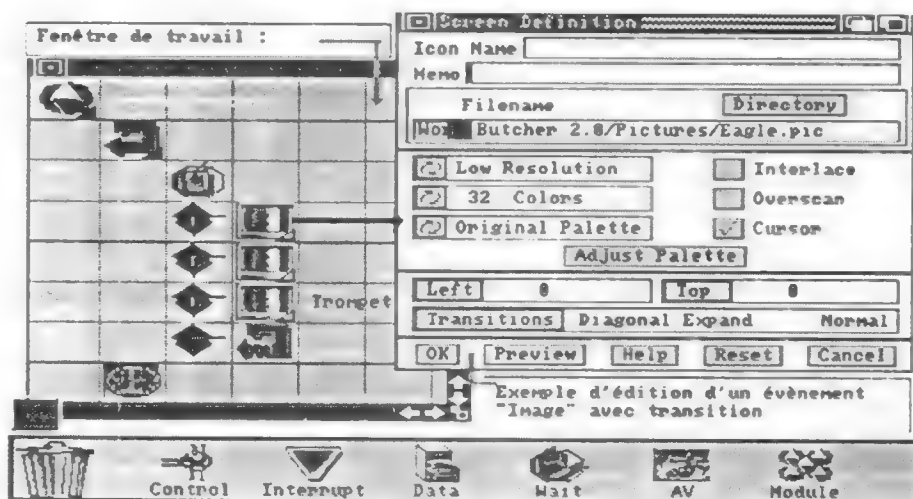 Fenêtre de travail :
Screen Definition
Icon Name
Memo
Filename
Directory
Butcher 2.0/Pictures/Eagle.pic
Low Resolution
Interlace
32 Colors
Overscan
Original Palette
Cursor
Adjust Palette
Left 0
Top 0
Transitions Diagonal Expand Normal
OK Preview Help Reset Cancel
Trompet
Exemple d'édition d'un évènement
"Image" avec transition
Control Interrupt Data Wait AV Module